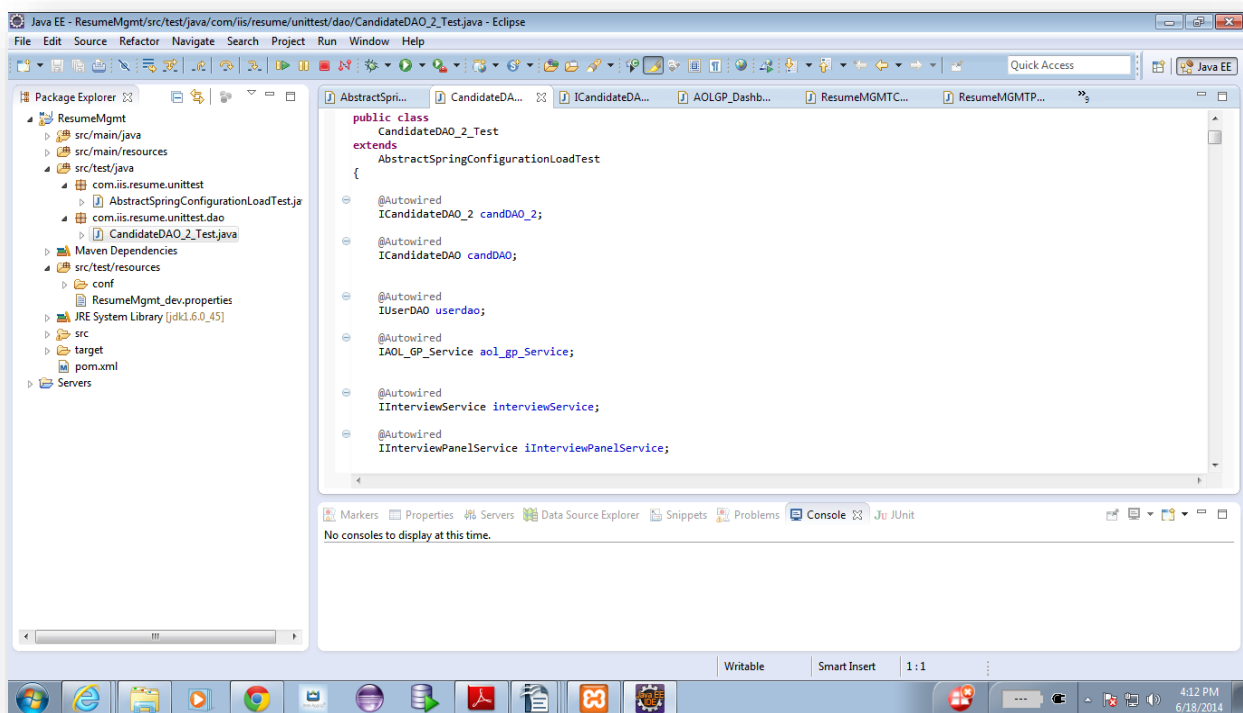 Java EE - ResumeMgmt/src/test/java/com/iis/resume/unittest/dao/CandidateDAO_2_Test.java - Eclipse
File Edit Source Refactor Navigate Search Project Run Window Help
Quick Access
Java EE
Package Explorer
ResumeMgmt
src/main/java
src/main/resources
src/test/java
com.iis.resume.unittest
AbstractSpringConfigurationLoadTest.ja
com.iis.resume.unittest.dao
CandidateDAO_2_Test.java
Maven Dependencies
src/test/resources
conf
ResumeMgmt_dev.properties
JRE System Library [jdk1.6.0_45]
src
target
pom.xml
Servers
AbstractSpri... CandidateDA... ICandidateDA... AOLGP_Dashb... ResumeMGMTC... ResumeMGMTP... »9
public class
CandidateDAO_2_Test
extends
AbstractSpringConfigurationLoadTest
{
@Autowired
ICandidateDAO_2 candDAO_2;
@Autowired
ICandidateDAO candDAO;
@Autowired
IUserDAO userdao;
@Autowired
IAOL_GP_Service aol_gp_Service;
@Autowired
IInterviewService interviewService;
@Autowired
IInterviewPanelService iInterviewPanelService;
Markers Properties Servers Data Source Explorer Snippets Problems Console JUnit
No consoles to display at this time.
Writable Smart Insert 1 : 1
4:12 PM
6/18/2014